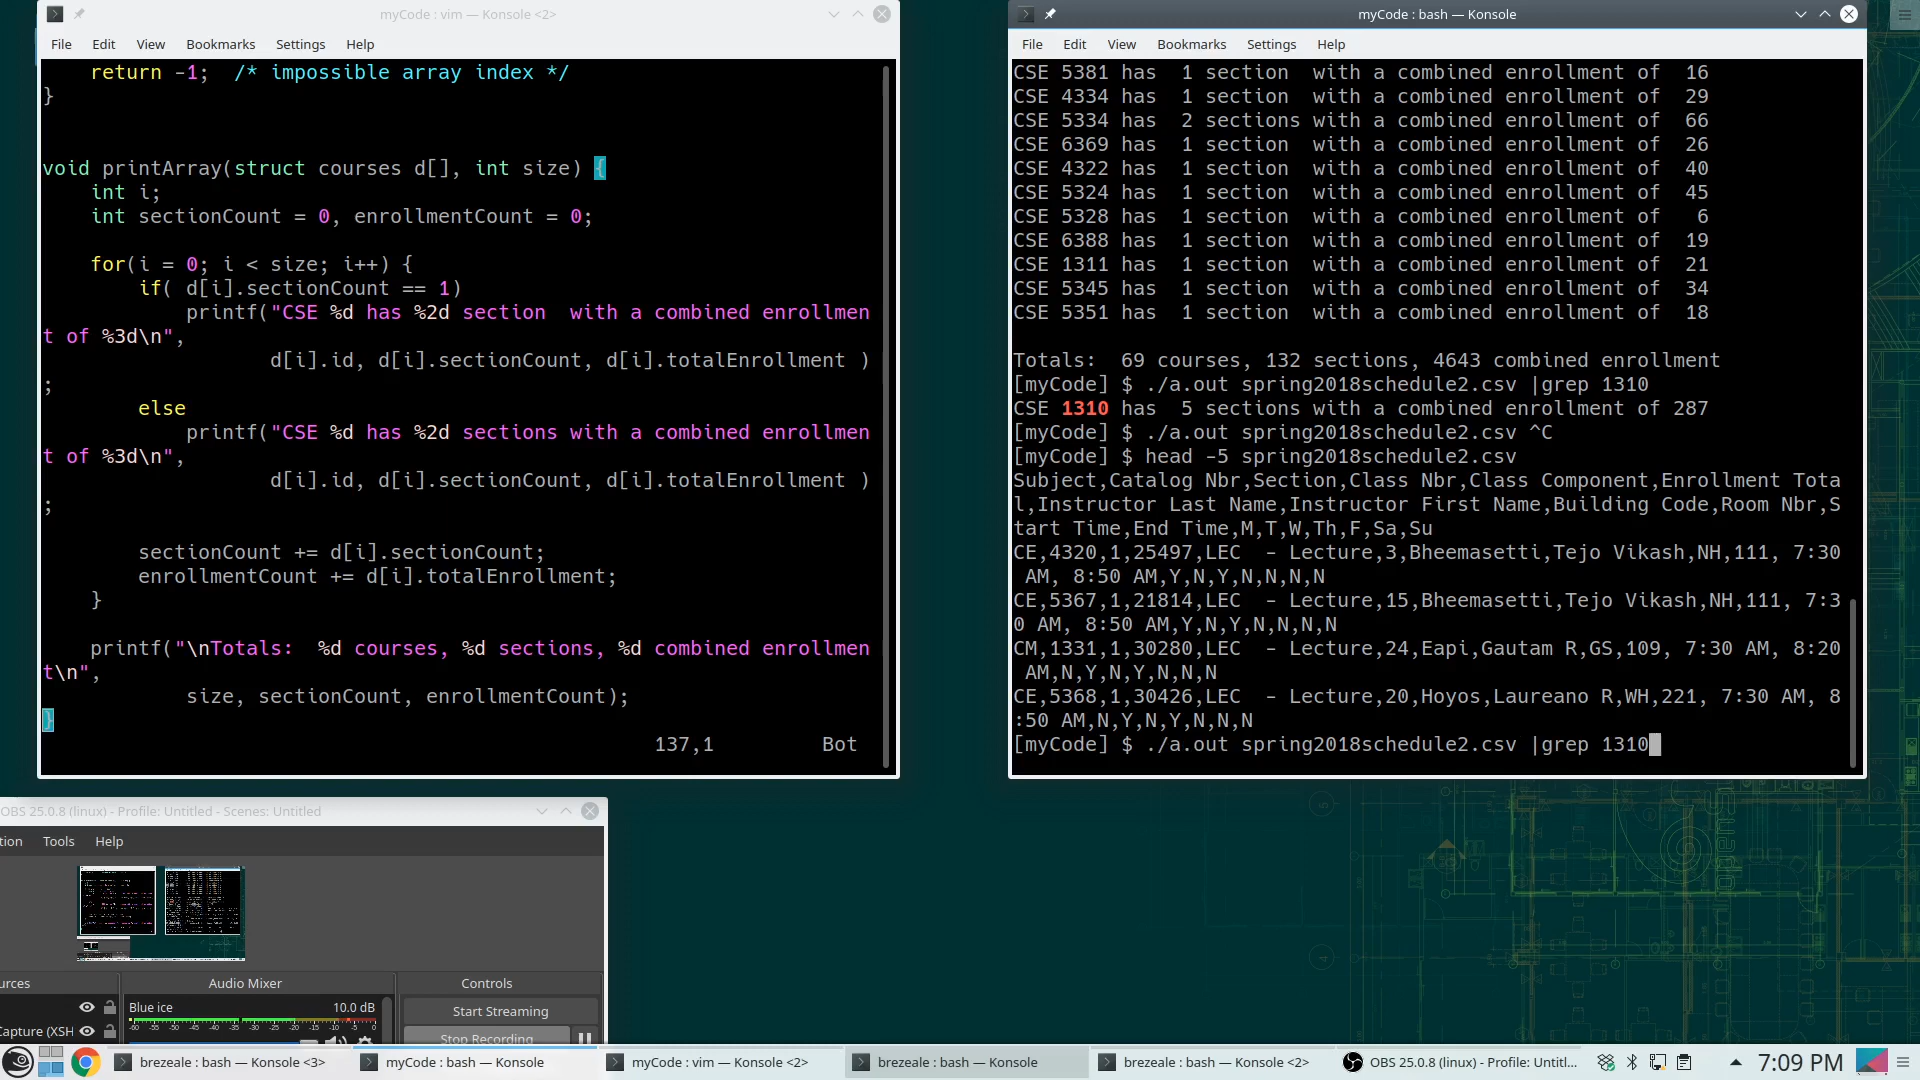 myCode : vim — Konsole <2>
File Edit View Bookmarks Settings Help
    return -1;  /* impossible array index */
}
void printArray(struct courses d[], int size) {
    int i;
    int sectionCount = 0, enrollmentCount = 0;
    for(i = 0; i < size; i++) {
        if( d[i].sectionCount == 1)
            printf("CSE %d has %2d section  with a combined enrollmen
t of %3d\n",
                   d[i].id, d[i].sectionCount, d[i].totalEnrollment )
;
        else
            printf("CSE %d has %2d sections with a combined enrollmen
t of %3d\n",
                   d[i].id, d[i].sectionCount, d[i].totalEnrollment )
;
        sectionCount += d[i].sectionCount;
        enrollmentCount += d[i].totalEnrollment;
    }
    printf("\nTotals:  %d courses, %d sections, %d combined enrollmen
t\n",
            size, sectionCount, enrollmentCount);
}
137,1 Bot
myCode : bash — Konsole
File Edit View Bookmarks Settings Help
CSE 5381 has  1 section  with a combined enrollment of  16
CSE 4334 has  1 section  with a combined enrollment of  29
CSE 5334 has  2 sections with a combined enrollment of  66
CSE 6369 has  1 section  with a combined enrollment of  26
CSE 4322 has  1 section  with a combined enrollment of  40
CSE 5324 has  1 section  with a combined enrollment of  45
CSE 5328 has  1 section  with a combined enrollment of   6
CSE 6388 has  1 section  with a combined enrollment of  19
CSE 1311 has  1 section  with a combined enrollment of  21
CSE 5345 has  1 section  with a combined enrollment of  34
CSE 5351 has  1 section  with a combined enrollment of  18
Totals:  69 courses, 132 sections, 4643 combined enrollment
[myCode] $ ./a.out spring2018schedule2.csv |grep 1310
CSE 1310 has  5 sections with a combined enrollment of 287
[myCode] $ ./a.out spring2018schedule2.csv ^C
[myCode] $ head -5 spring2018schedule2.csv
Subject,Catalog Nbr,Section,Class Nbr,Class Component,Enrollment Tota
l,Instructor Last Name,Instructor First Name,Building Code,Room Nbr,S
tart Time,End Time,M,T,W,Th,F,Sa,Su
CE,4320,1,25497,LEC  - Lecture,3,Bheemasetti,Tejo Vikash,NH,111, 7:30
 AM, 8:50 AM,Y,N,Y,N,N,N,N
CE,5367,1,21814,LEC  - Lecture,15,Bheemasetti,Tejo Vikash,NH,111, 7:3
0 AM, 8:50 AM,Y,N,Y,N,N,N,N
CM,1331,1,30280,LEC  - Lecture,24,Eapi,Gautam R,GS,109, 7:30 AM, 8:20
 AM,N,Y,N,Y,N,N,N
CE,5368,1,30426,LEC  - Lecture,20,Hoyos,Laureano R,WH,221, 7:30 AM, 8
:50 AM,N,Y,N,Y,N,N,N
[myCode] $ ./a.out spring2018schedule2.csv |grep 1310
OBS 25.0.8 (linux) - Profile: Untitled - Scenes: Untitled
tion Tools Help
urces Audio Mixer Controls
Blue ice 10.0 dB
-60 -55 -50 -45 -40 -35 -30 -25 -20 -15 -10 -5 0
Start Streaming
apture (XSH
Stop Recording
brezeale : bash — Konsole <3>
myCode : bash — Konsole
myCode : vim — Konsole <2>
brezeale : bash — Konsole
brezeale : bash — Konsole <2>
OBS 25.0.8 (linux) - Profile: Untitl...
7:09 PM